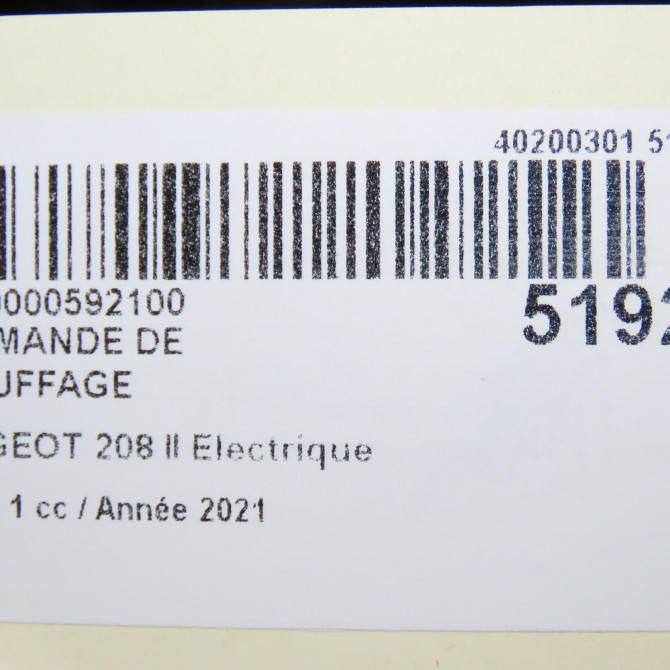 40200301 51
0000592100
5192
MANDE DE
UFFAGE
GEOT 208 II Electrique
1 cc / Année 2021